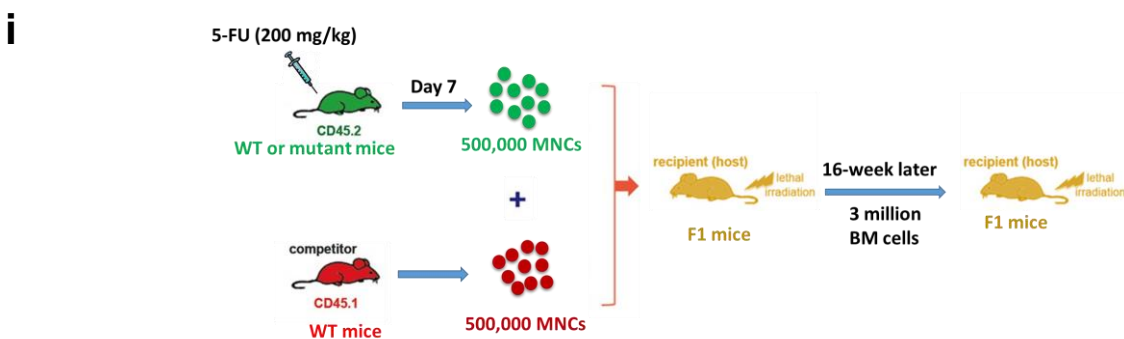 i
5-FU (200 mg/kg)
Day 7
CD45.2
WT or mutant mice
500,000 MNCs
+
competitor
CD45.1
WT mice
500,000 MNCs
recipient (host)
lethal
irradiation
F1 mice
16-week later
3 million
BM cells
recipient (host)
lethal
irradiation
F1 mice